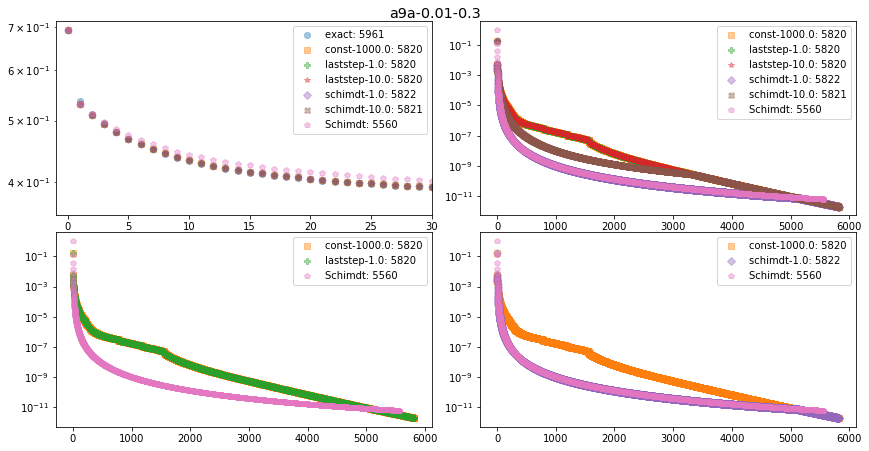 a9a-0.01-0.3
7 × 10⁻¹
6 × 10⁻¹
5 × 10⁻¹
4 × 10⁻¹
0 5 10 15 20 25 30
exact: 5961
const-1000.0: 5820
laststep-1.0: 5820
laststep-10.0: 5820
schimdt-1.0: 5822
schimdt-10.0: 5821
Schimdt: 5560
10⁻¹
10⁻³
10⁻⁵
10⁻⁷
10⁻⁹
10⁻¹¹
0 1000 2000 3000 4000 5000 6000
const-1000.0: 5820
laststep-1.0: 5820
laststep-10.0: 5820
schimdt-1.0: 5822
schimdt-10.0: 5821
Schimdt: 5560
10⁻¹
10⁻³
10⁻⁵
10⁻⁷
10⁻⁹
10⁻¹¹
0 1000 2000 3000 4000 5000 6000
const-1000.0: 5820
laststep-1.0: 5820
Schimdt: 5560
10⁻¹
10⁻³
10⁻⁵
10⁻⁷
10⁻⁹
10⁻¹¹
0 1000 2000 3000 4000 5000 6000
const-1000.0: 5820
schimdt-1.0: 5822
Schimdt: 5560